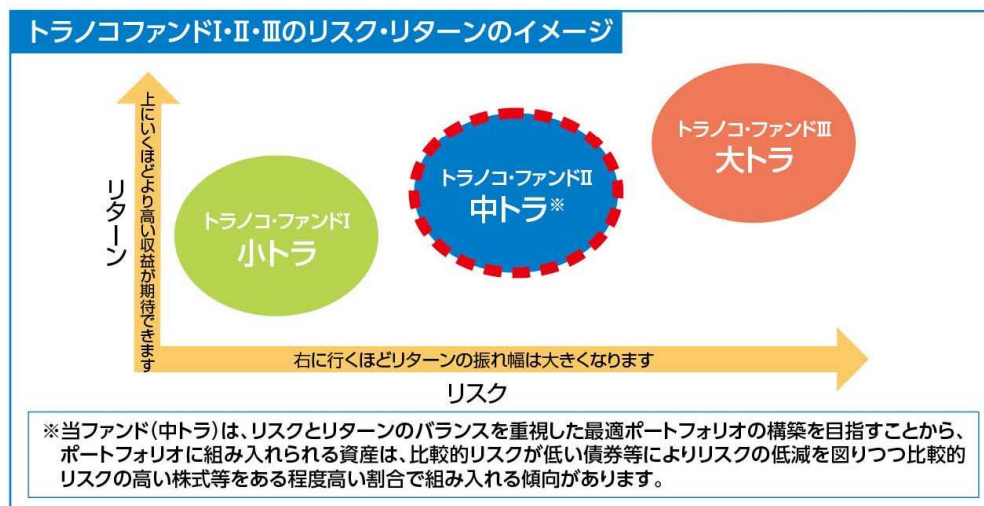 トラノコファンドI・II・IIIのリスク・リターンのイメージ
上にいくほどより高い収益が期待できます
リターン
トラノコ・ファンドI
小トラ
トラノコ・ファンドII
中トラ※
トラノコ・ファンドIII
大トラ
右に行くほどリターンの振れ幅は大きくなります
リスク
※当ファンド(中トラ)は、リスクとリターンのバランスを重視した最適ポートフォリオの構築を目指すことから、
ポートフォリオに組み入れられる資産は、比較的リスクが低い債券等によりリスクの低減を図りつつ比較的
リスクの高い株式等をある程度高い割合で組み入れる傾向があります。